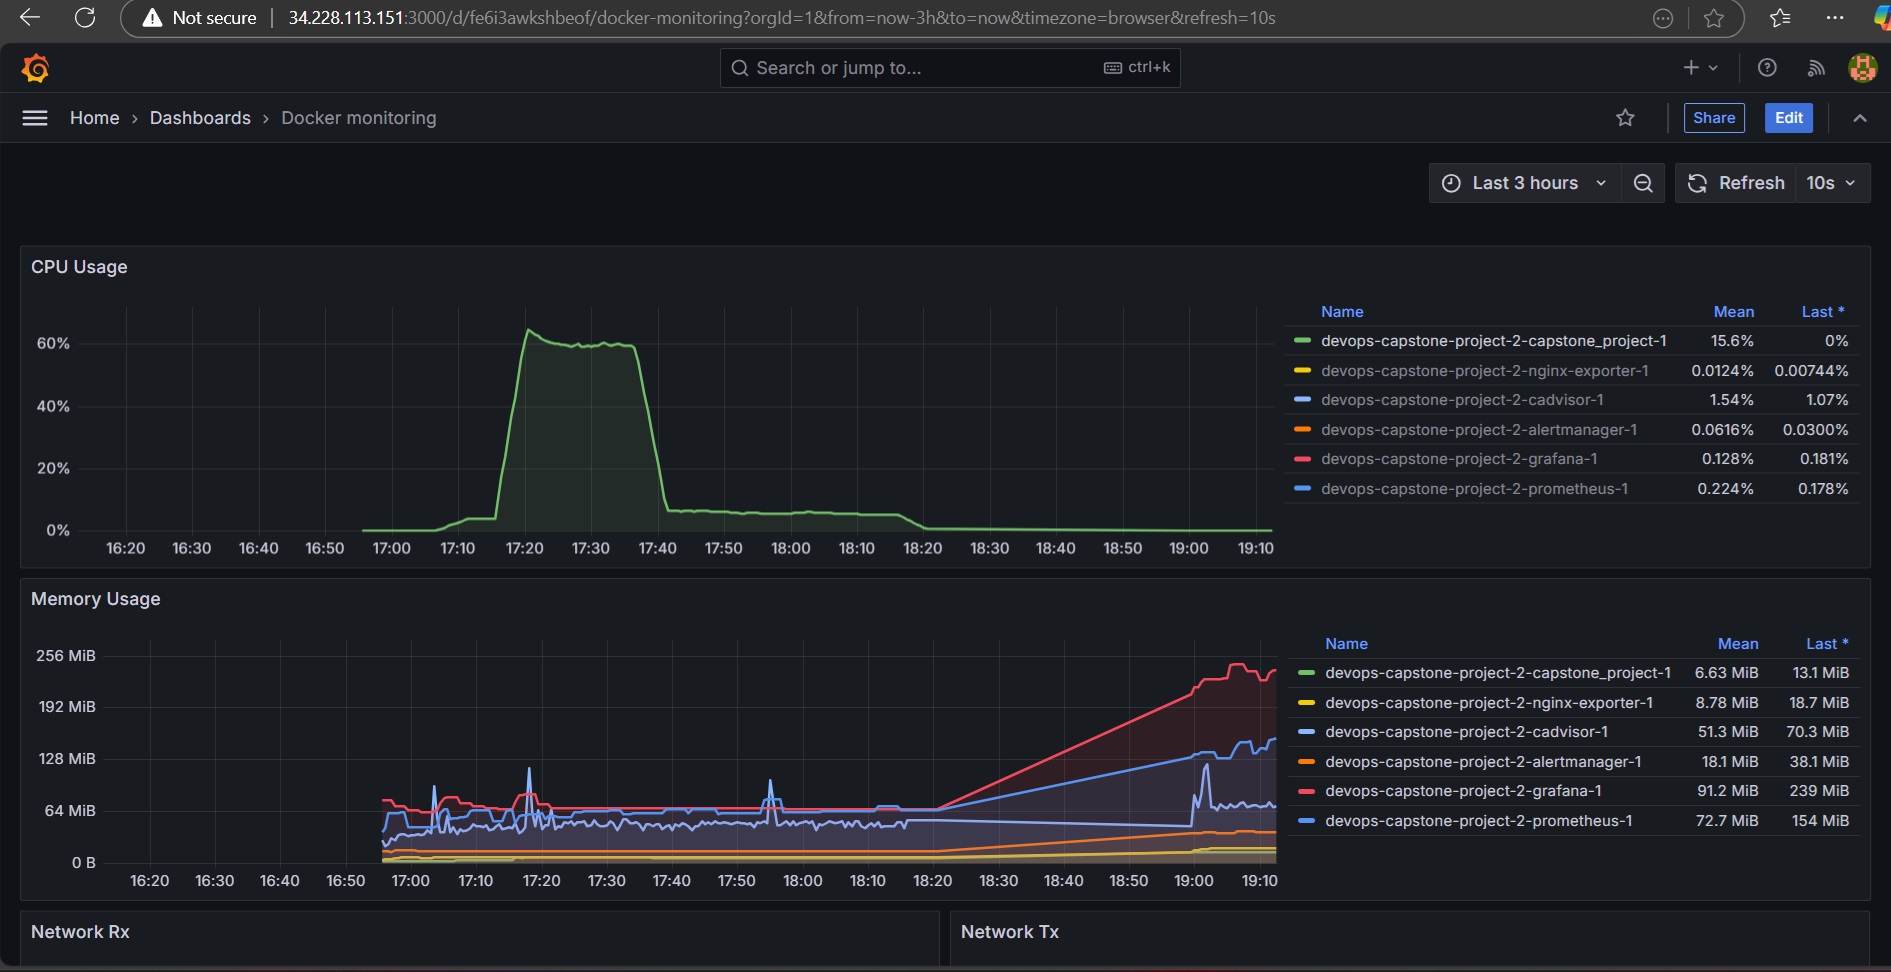 Not secure 34.228.113.151:3000/d/fe6i3awkshbeof/docker-monitoring?orgId=1&from=now-3h&to=now&timezone=browser&refresh=10s
Search or jump to... ctrl+k
Home › Dashboards › Docker monitoring Share Edit
Last 3 hours Refresh 10s
CPU Usage
Name Mean Last *
devops-capstone-project-2-capstone_project-1 15.6% 0%
devops-capstone-project-2-nginx-exporter-1 0.0124% 0.00744%
devops-capstone-project-2-cadvisor-1 1.54% 1.07%
devops-capstone-project-2-alertmanager-1 0.0616% 0.0300%
devops-capstone-project-2-grafana-1 0.128% 0.181%
devops-capstone-project-2-prometheus-1 0.224% 0.178%
60%
40%
20%
0%
16:20 16:30 16:40 16:50 17:00 17:10 17:20 17:30 17:40 17:50 18:00 18:10 18:20 18:30 18:40 18:50 19:00 19:10
Memory Usage
Name Mean Last *
devops-capstone-project-2-capstone_project-1 6.63 MiB 13.1 MiB
devops-capstone-project-2-nginx-exporter-1 8.78 MiB 18.7 MiB
devops-capstone-project-2-cadvisor-1 51.3 MiB 70.3 MiB
devops-capstone-project-2-alertmanager-1 18.1 MiB 38.1 MiB
devops-capstone-project-2-grafana-1 91.2 MiB 239 MiB
devops-capstone-project-2-prometheus-1 72.7 MiB 154 MiB
256 MiB
192 MiB
128 MiB
64 MiB
0 B
16:20 16:30 16:40 16:50 17:00 17:10 17:20 17:30 17:40 17:50 18:00 18:10 18:20 18:30 18:40 18:50 19:00 19:10
Network Rx
Network Tx